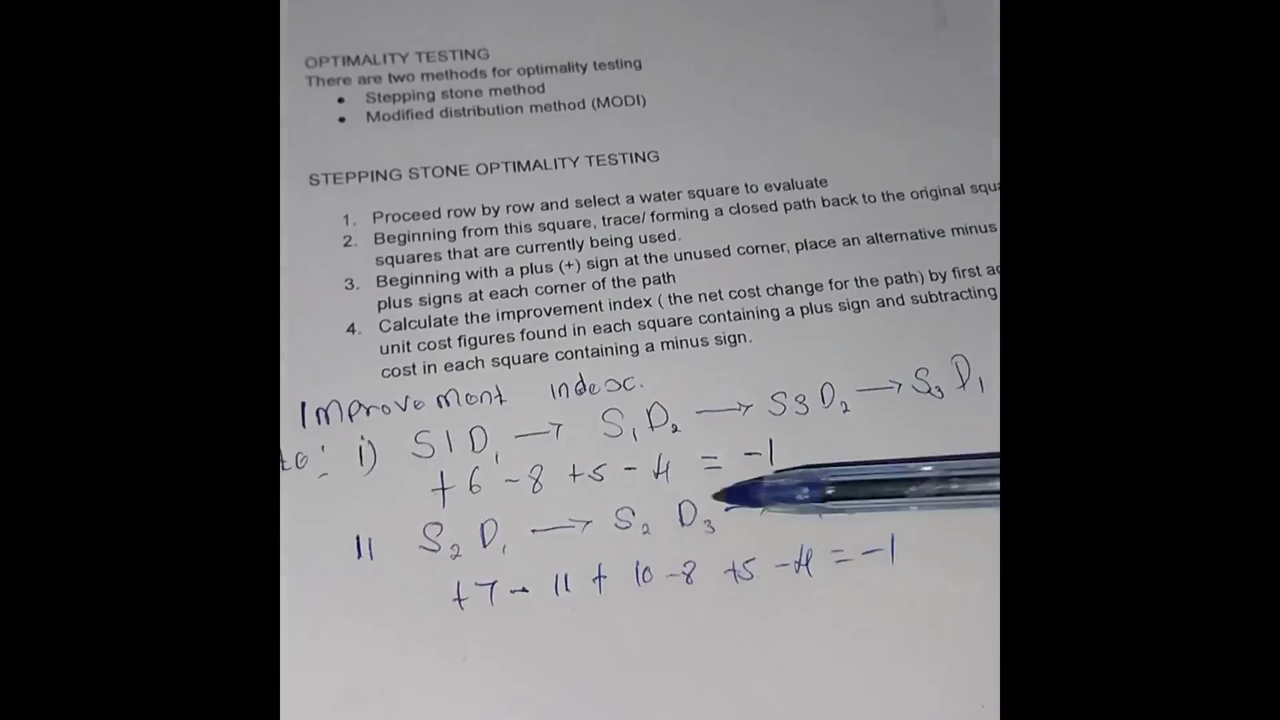 OPTIMALITY TESTING
There are two methods for optimality testing
• Stepping stone method
• Modified distribution method (MODI)
STEPPING STONE OPTIMALITY TESTING
1. Proceed row by row and select a water square to evaluate
2. Beginning from this square, trace/ forming a closed path back to the original squa
squares that are currently being used.
3. Beginning with a plus (+) sign at the unused corner, place an alternative minus
plus signs at each corner of the path
4. Calculate the improvement index ( the net cost change for the path) by first ad
unit cost figures found in each square containing a plus sign and subtracting
cost in each square containing a minus sign.
Improvement index.
i) S1D₁ → S₁D₂ → S3D₂ → S₃D₁
+6 -8 +5 -4 = -1
II S₂D₁ → S₂D₃
+7 - 11 + 10 -8 +5 -4 = -1